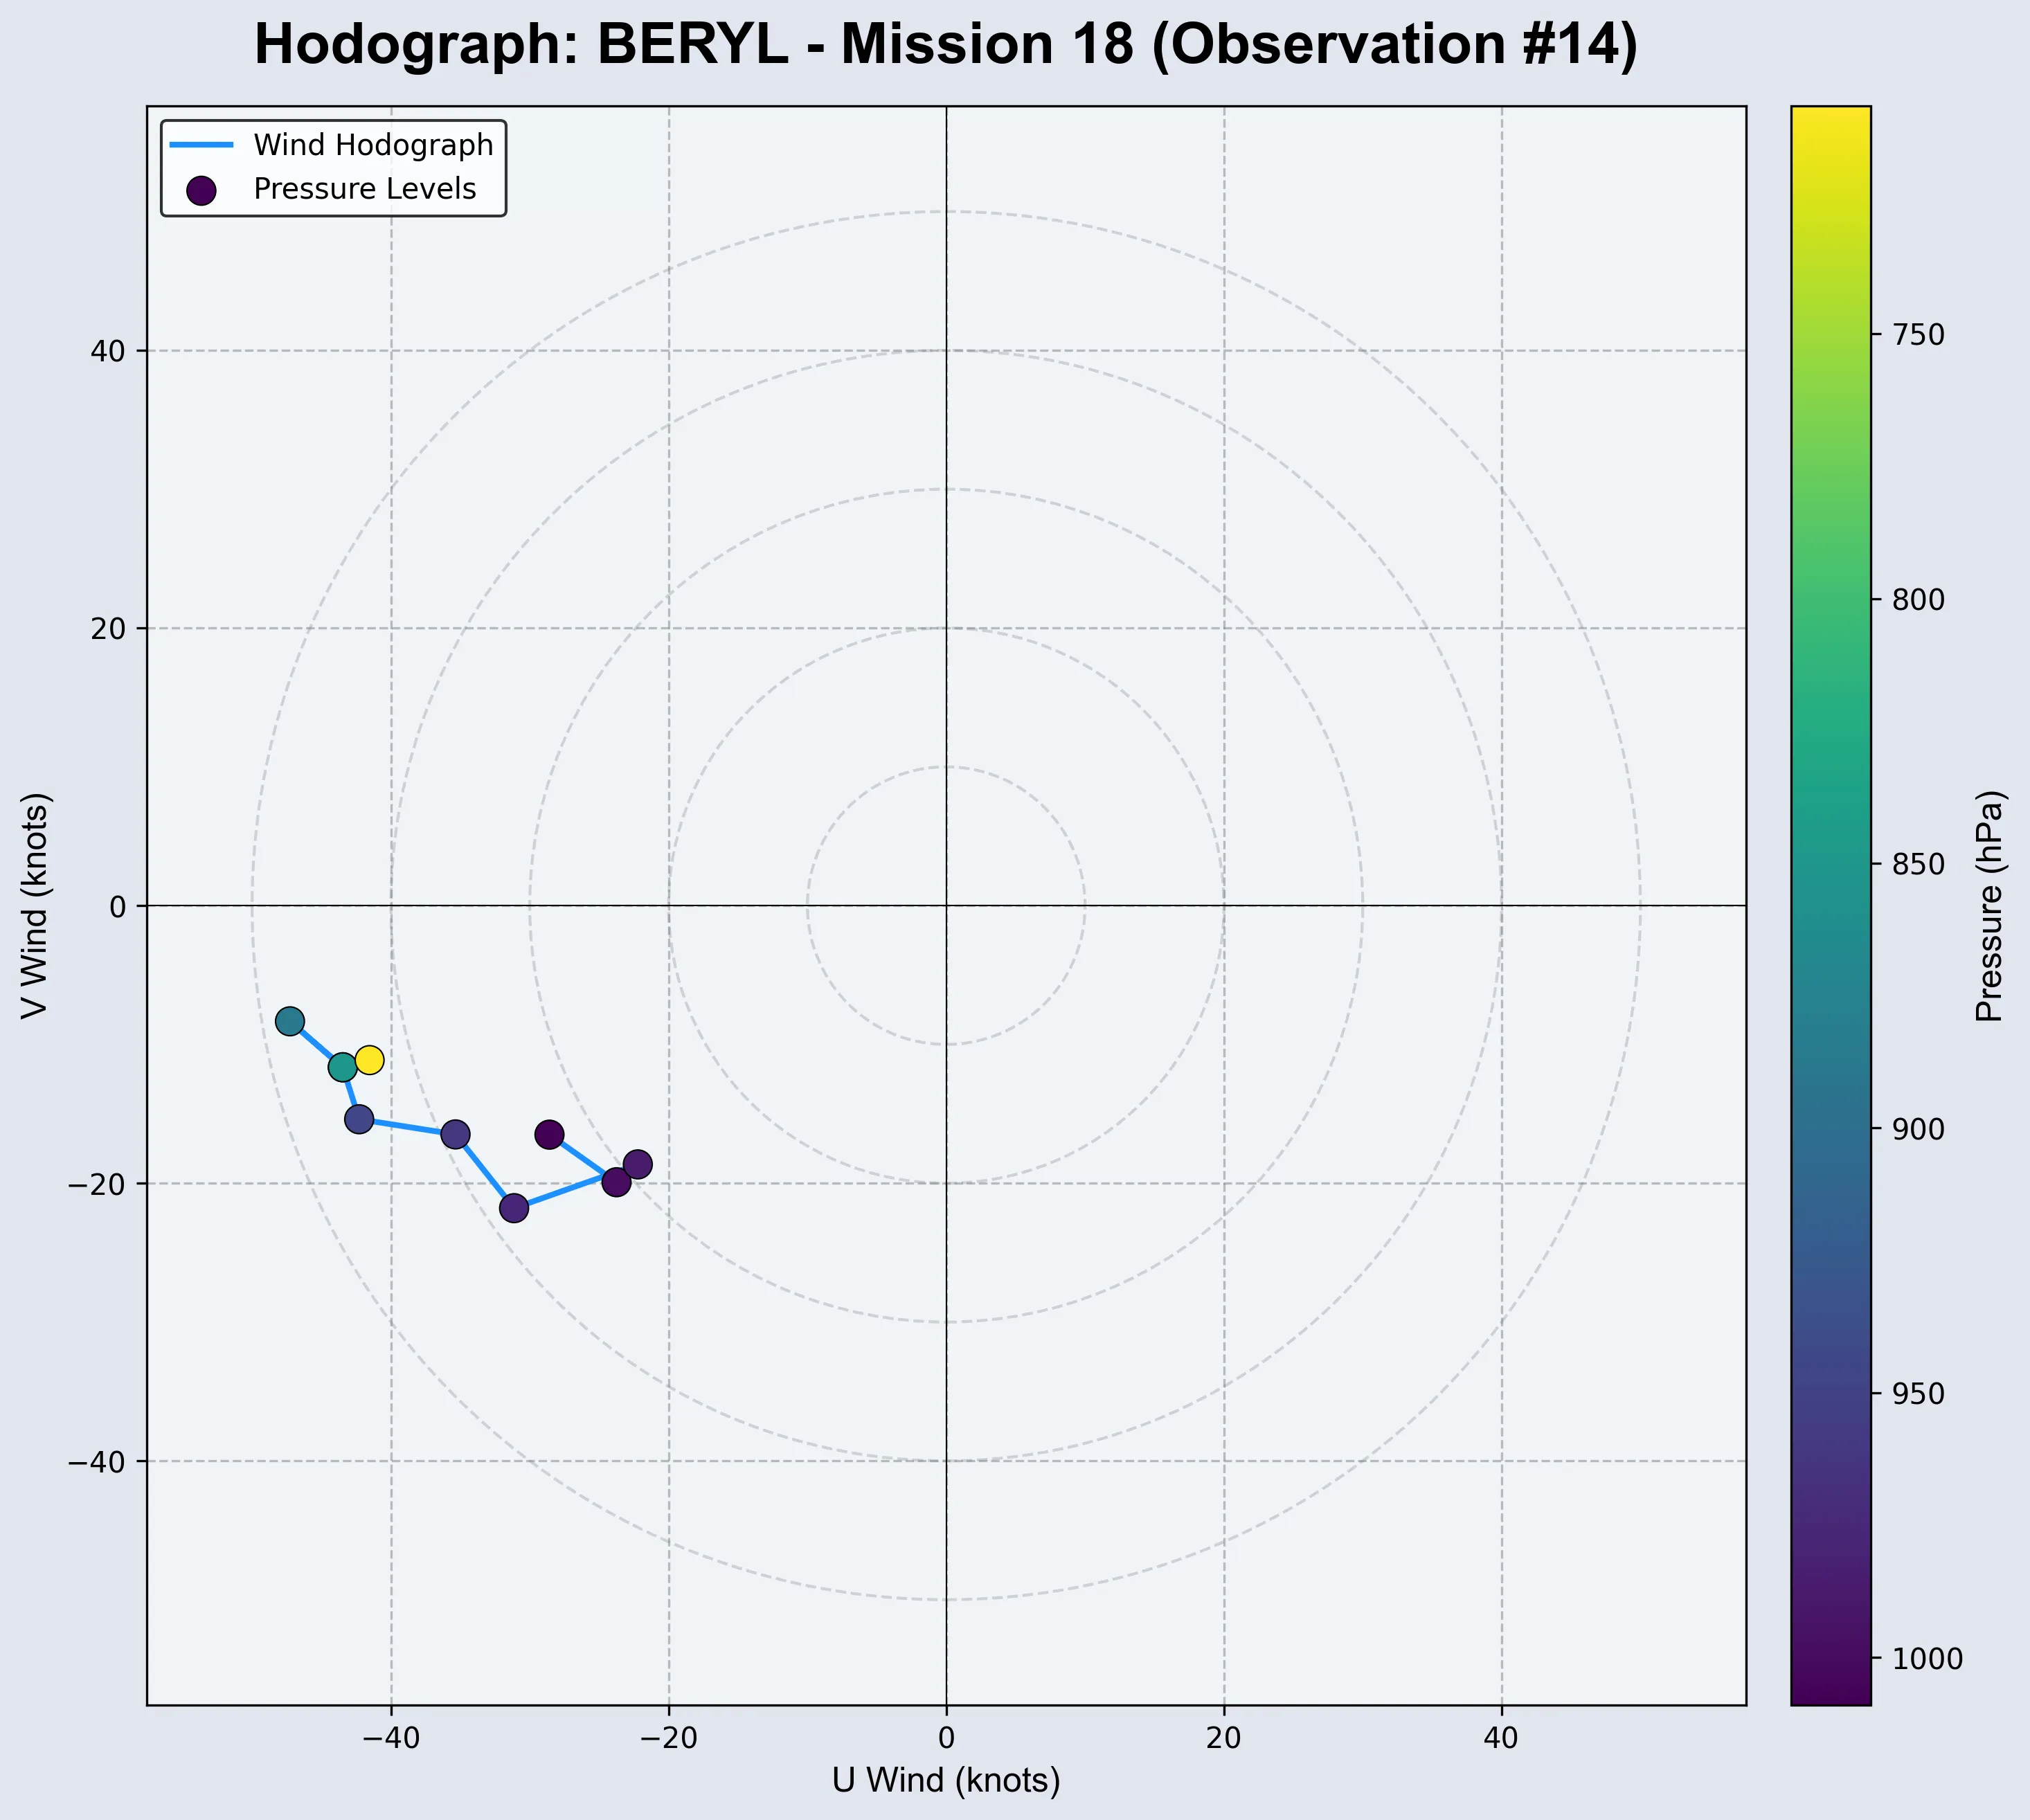 Hodograph: BERYL - Mission 18 (Observation #14)
Wind Hodograph
Pressure Levels
40
20
0
−20
−40
V Wind (knots)
−40
−20
0
20
40
U Wind (knots)
750
800
850
900
950
1000
Pressure (hPa)